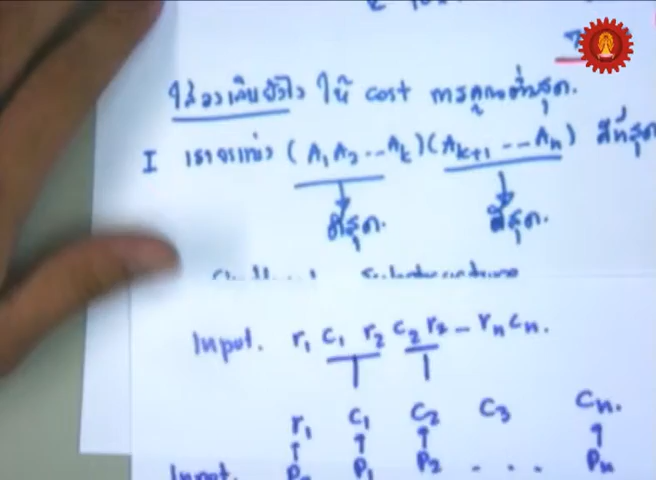 ใส่วงเล็บยังไง ให้ cost การคูณต่ำสุด.
I เราจะแบ่ง (A₁A₂...Aₖ)(Aₖ₊₁...Aₙ) ดีที่สุด
ดีสุด. ดีสุด.
Input. r₁ c₁ r₂ c₂ r₂ – rₙ cₙ.
r₁ c₁ c₂ c₃ cₙ.
↑ ↑ ↑ ↑
Input. P₁ P₂ . . . Pₙ